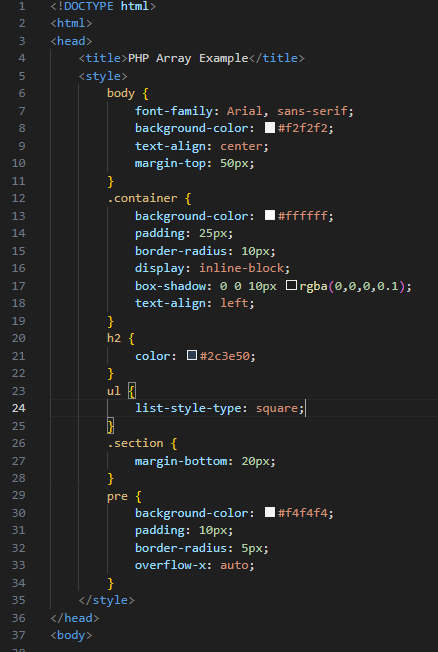 1 <!DOCTYPE html>
2 <html>
3 <head>
4     <title>PHP Array Example</title>
5     <style>
6         body {
7             font-family: Arial, sans-serif;
8             background-color: #f2f2f2;
9             text-align: center;
10             margin-top: 50px;
11         }
12         .container {
13             background-color: #ffffff;
14             padding: 25px;
15             border-radius: 10px;
16             display: inline-block;
17             box-shadow: 0 0 10px rgba(0,0,0,0.1);
18             text-align: left;
19         }
20         h2 {
21             color: #2c3e50;
22         }
23         ul {
24             list-style-type: square;
25         }
26         .section {
27             margin-bottom: 20px;
28         }
29         pre {
30             background-color: #f4f4f4;
31             padding: 10px;
32             border-radius: 5px;
33             overflow-x: auto;
34         }
35     </style>
36 </head>
37 <body>